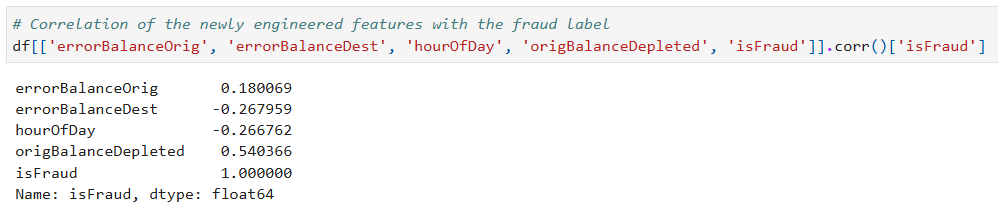 # Correlation of the newly engineered features with the fraud label
df[['errorBalanceOrig', 'errorBalanceDest', 'hourOfDay', 'origBalanceDepleted', 'isFraud']].corr()['isFraud']
errorBalanceOrig       0.180069
errorBalanceDest      -0.267959
hourOfDay             -0.266762
origBalanceDepleted    0.540366
isFraud                1.000000
Name: isFraud, dtype: float64